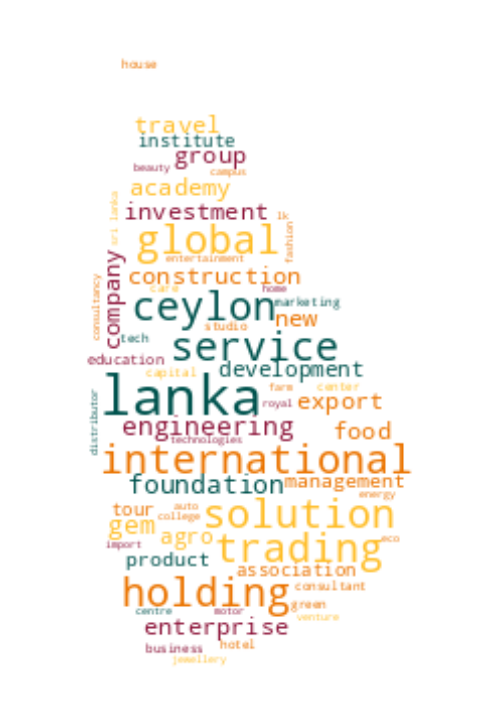 house
travel
institute
group
beauty
campus
academy
sri lanka
investment
lk
global
fashion
entertainment
company
construction
consultancy
care
home
ceylon
marketing
new
studio
tech
service
education
development
capital
farm
center
lanka
royal
export
distributor
engineering
food
technologies
international
foundation
management
energy
tour
auto
college
solution
gem
agro
trading
eco
import
product
association
holding
consultant
green
centre
motor
venture
enterprise
business
hotel
jewellery